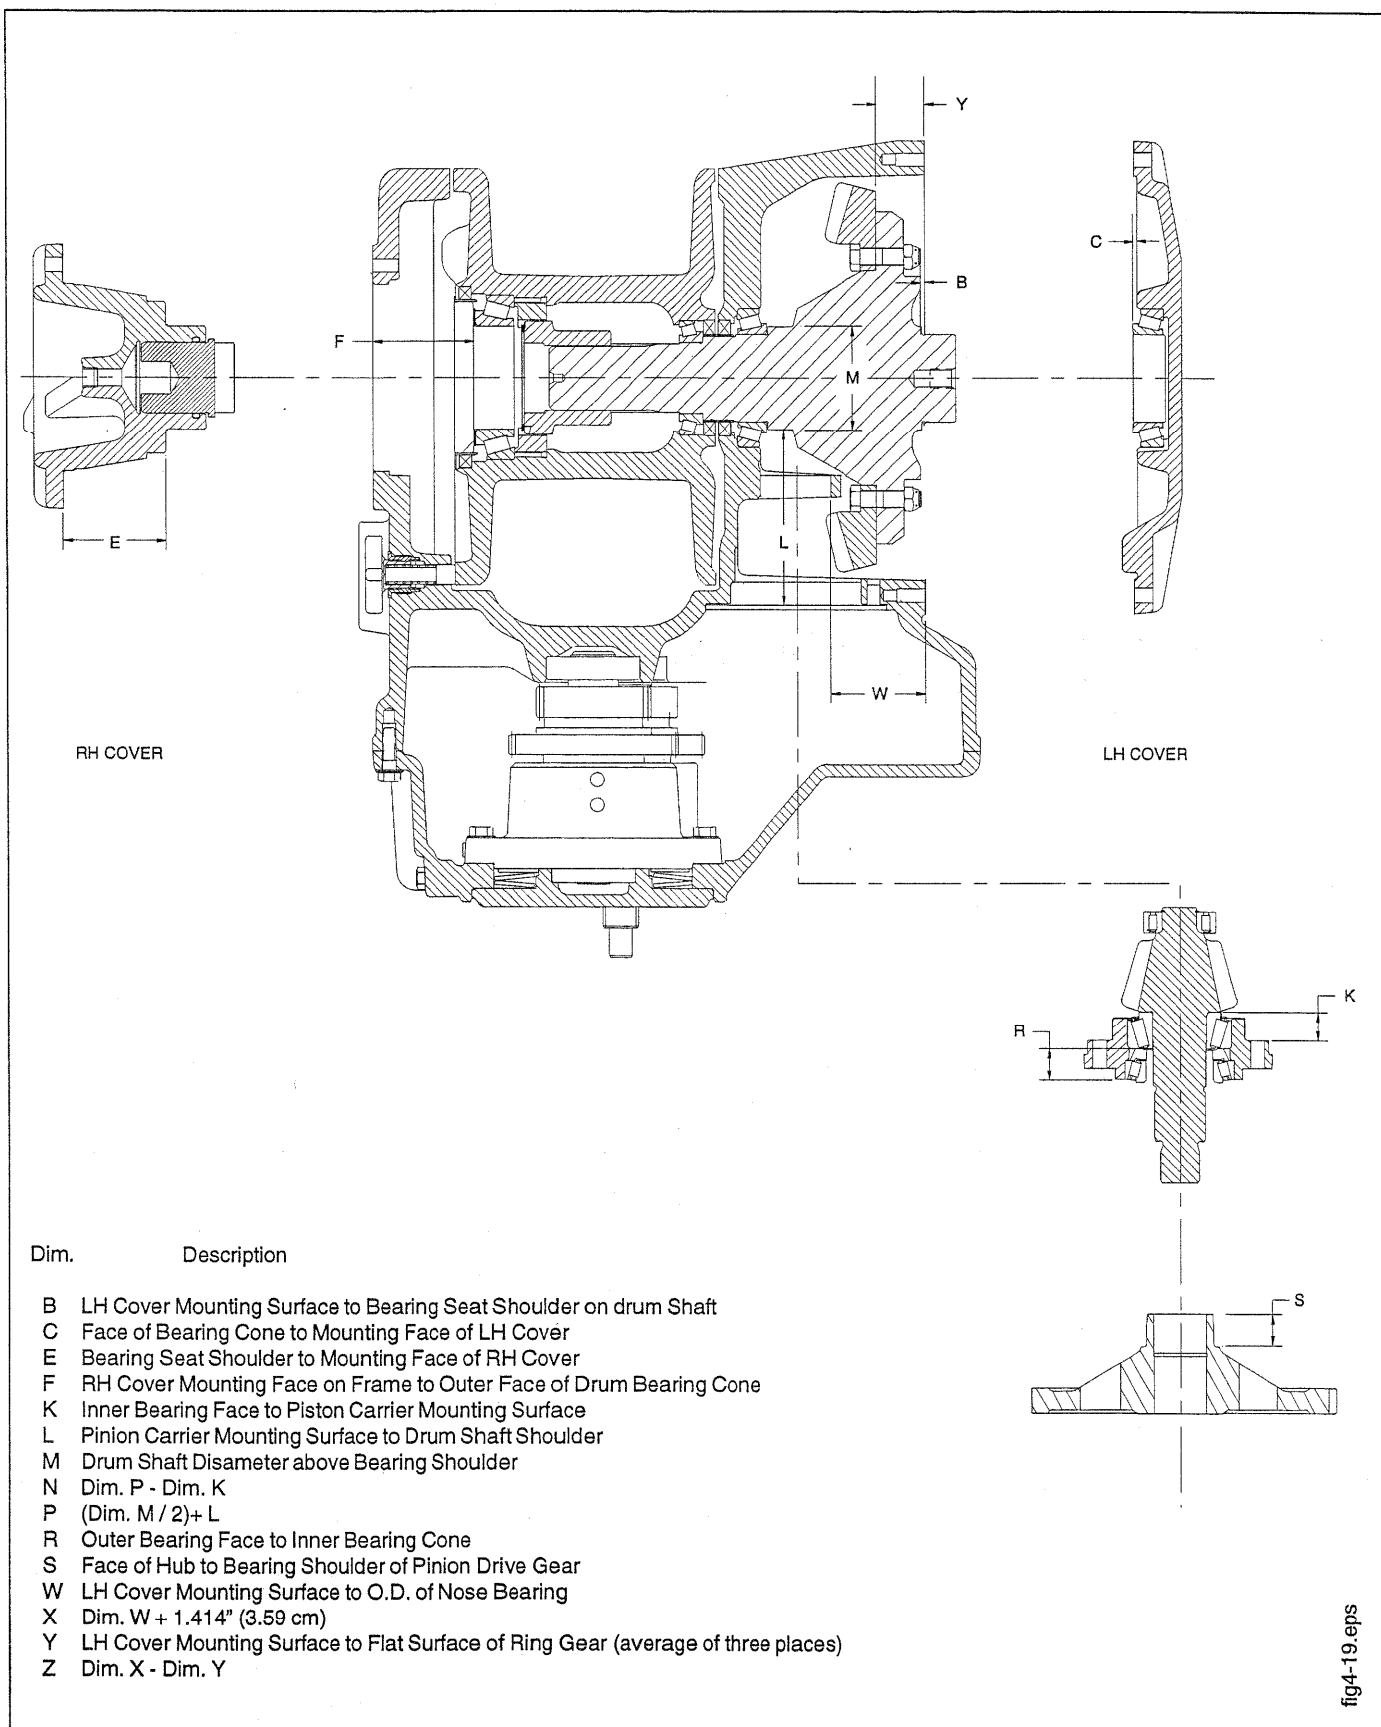 Y
C
B
F
M
E
L
W
RH COVER
LH COVER
K
R
S
Dim. Description
B LH Cover Mounting Surface to Bearing Seat Shoulder on drum Shaft
C Face of Bearing Cone to Mounting Face of LH Cover
E Bearing Seat Shoulder to Mounting Face of RH Cover
F RH Cover Mounting Face on Frame to Outer Face of Drum Bearing Cone
K Inner Bearing Face to Piston Carrier Mounting Surface
L Pinion Carrier Mounting Surface to Drum Shaft Shoulder
M Drum Shaft Disameter above Bearing Shoulder
N Dim. P - Dim. K
P (Dim. M / 2)+ L
R Outer Bearing Face to Inner Bearing Cone
S Face of Hub to Bearing Shoulder of Pinion Drive Gear
W LH Cover Mounting Surface to O.D. of Nose Bearing
X Dim. W + 1.414" (3.59 cm)
Y LH Cover Mounting Surface to Flat Surface of Ring Gear (average of three places)
Z Dim. X - Dim. Y
fig4-19.eps